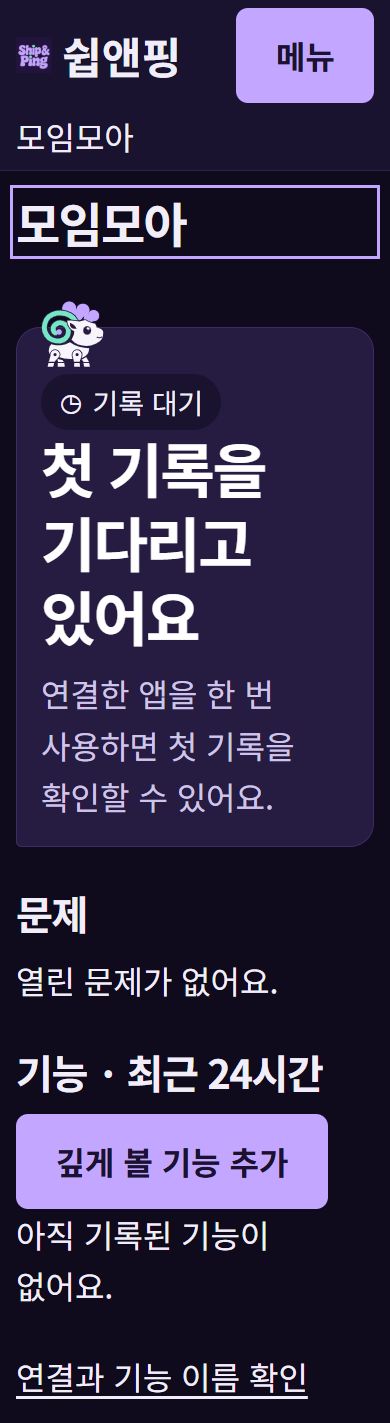 Ship&
Ping
쉽앤핑
메뉴
모임모아
모임모아
기록 대기
첫 기록을
기다리고
있어요
연결한 앱을 한 번
사용하면 첫 기록을
확인할 수 있어요.
문제
열린 문제가 없어요.
기능 · 최근 24시간
깊게 볼 기능 추가
아직 기록된 기능이
없어요.
연결과 기능 이름 확인